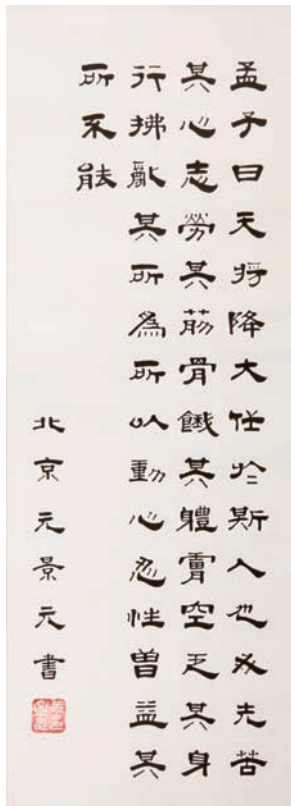 孟子曰天將降大任於斯人也必先苦
其心志勞其筋骨餓其體膚空乏其身
行拂亂其所爲所以動心忍性曾益其
所不能
北京元景元書